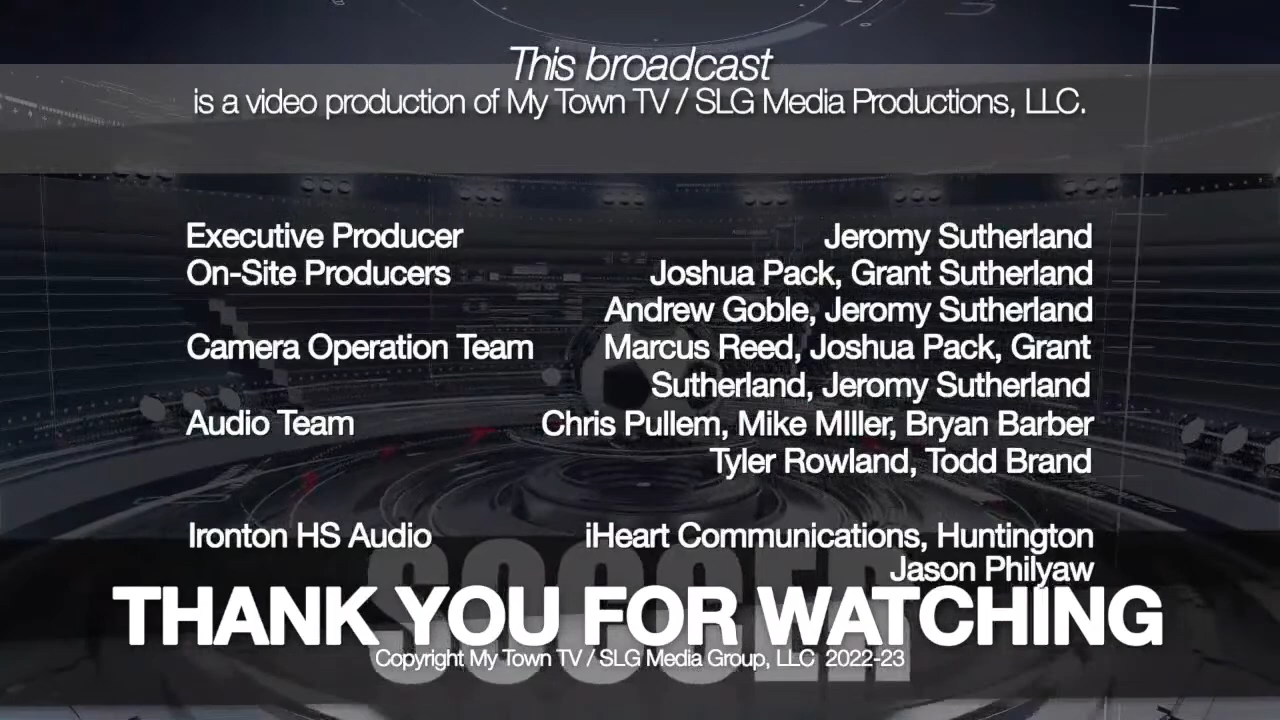 This broadcast
is a video production of My Town TV / SLG Media Productions, LLC.
Executive Producer Jeromy Sutherland
On-Site Producers Joshua Pack, Grant Sutherland
Andrew Goble, Jeromy Sutherland
Camera Operation Team Marcus Reed, Joshua Pack, Grant
Sutherland, Jeromy Sutherland
Audio Team Chris Pullem, Mike MIller, Bryan Barber
Tyler Rowland, Todd Brand
Ironton HS Audio iHeart Communications, Huntington
Jason Philyaw
SOCCER
THANK YOU FOR WATCHING
Copyright My Town TV / SLG Media Group, LLC 2022-23